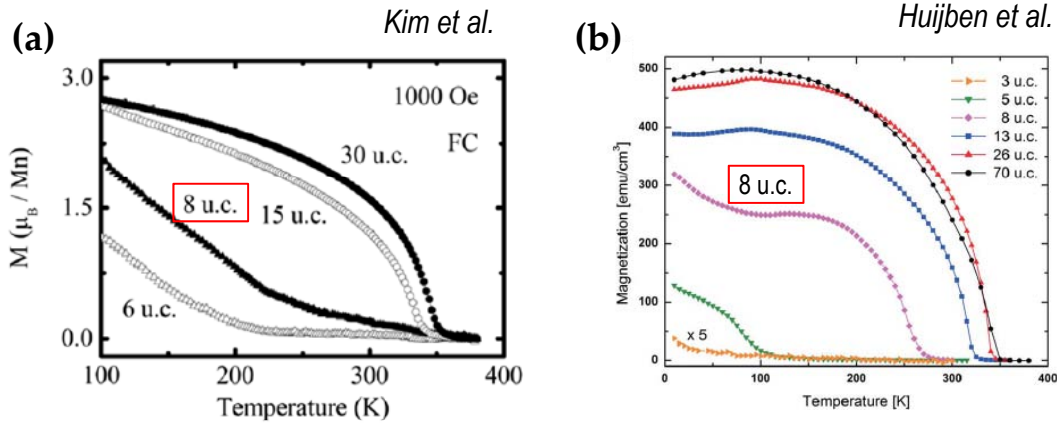 (a)
Kim et al.
3.0
1.5
0.0
M (μB / Mn)
1000 Oe
FC
30 u.c.
8 u.c.
15 u.c.
6 u.c.
100
200
300
400
Temperature (K)
(b)
Huijben et al.
500
400
300
200
100
0
Magnetization [emu/cm³]
3 u.c.
5 u.c.
8 u.c.
13 u.c.
26 u.c.
70 u.c.
8 u.c.
x 5
0
100
200
300
400
Temperature [K]